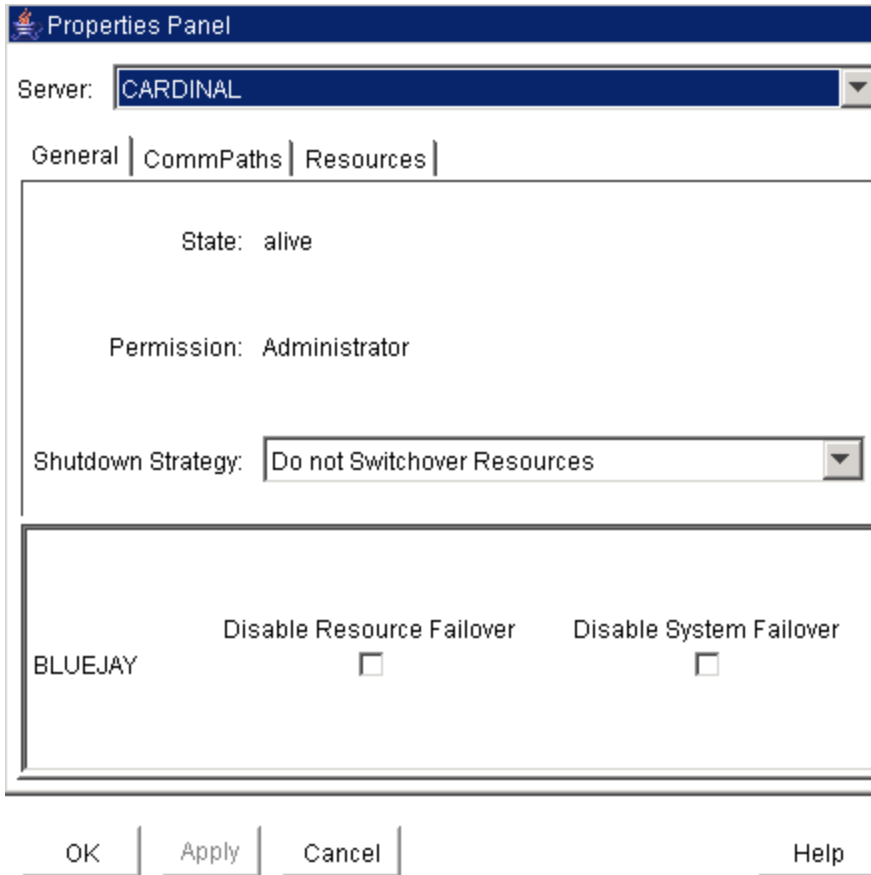 Properties Panel
Server: CARDINAL
General CommPaths Resources
State: alive
Permission: Administrator
Shutdown Strategy: Do not Switchover Resources
Disable Resource Failover Disable System Failover
BLUEJAY
OK Apply Cancel Help